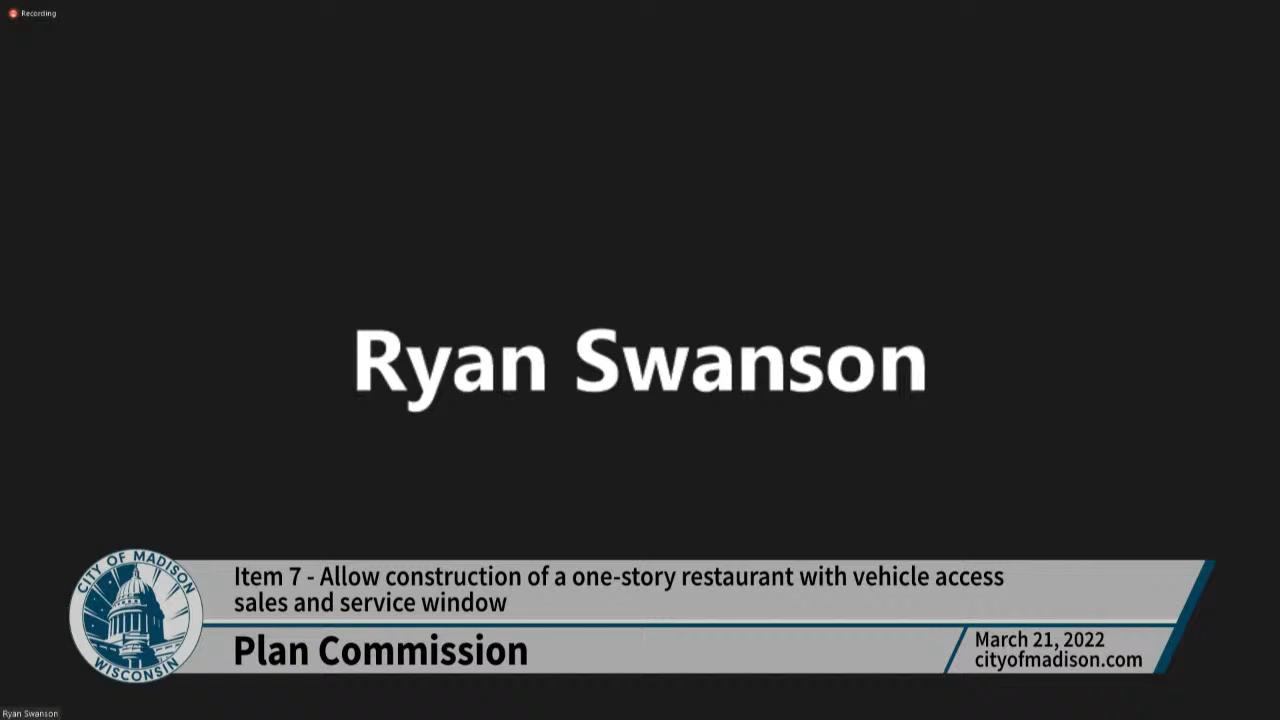 Recording
Ryan Swanson
CITY OF MADISON
WISCONSIN
Item 7 - Allow construction of a one-story restaurant with vehicle access
sales and service window
Plan Commission
March 21, 2022
cityofmadison.com
Ryan Swanson